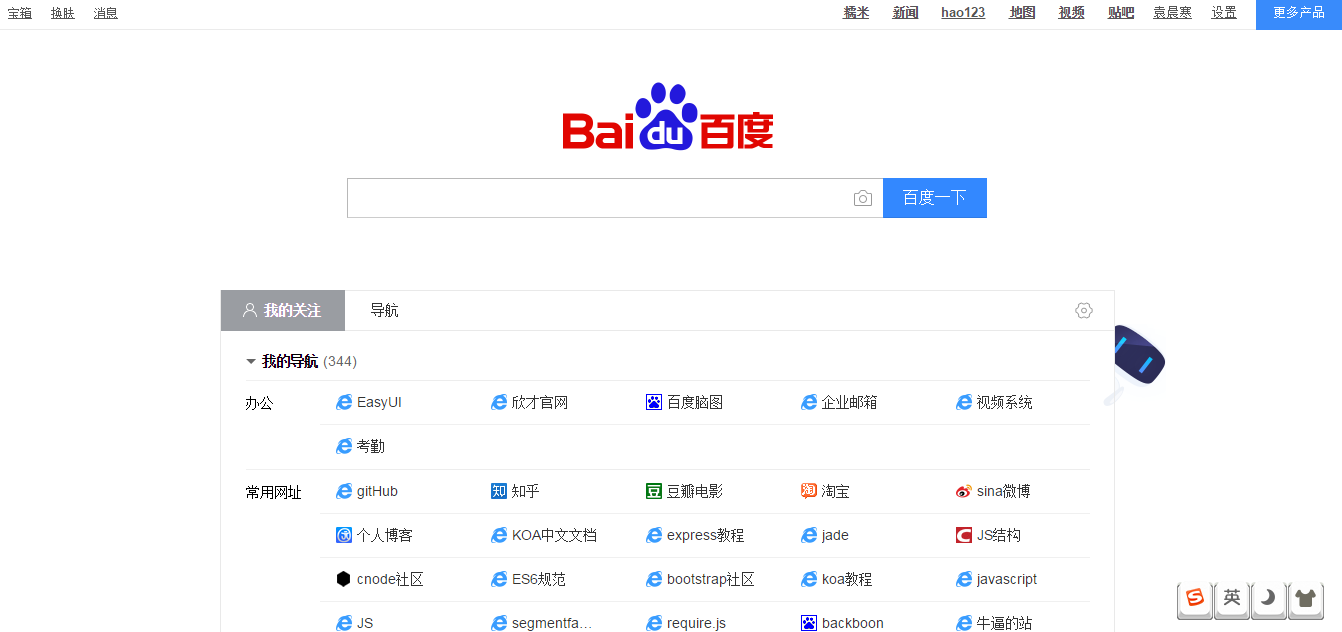 宝箱 换肤 消息 糯米 新闻 hao123 地图 视频 贴吧 袁晨寒 设置 更多产品
Baidu百度
百度一下
我的关注 导航
我的导航 (344)
办公 EasyUI 欣才官网 百度脑图 企业邮箱 视频系统
考勤
常用网址 gitHub 知乎 豆瓣电影 淘宝 sina微博
个人博客 KOA中文文档 express教程 jade JS结构
cnode社区 ES6规范 bootstrap社区 koa教程 javascript
英
JS segmentfa... require.js backboon 牛逼的站